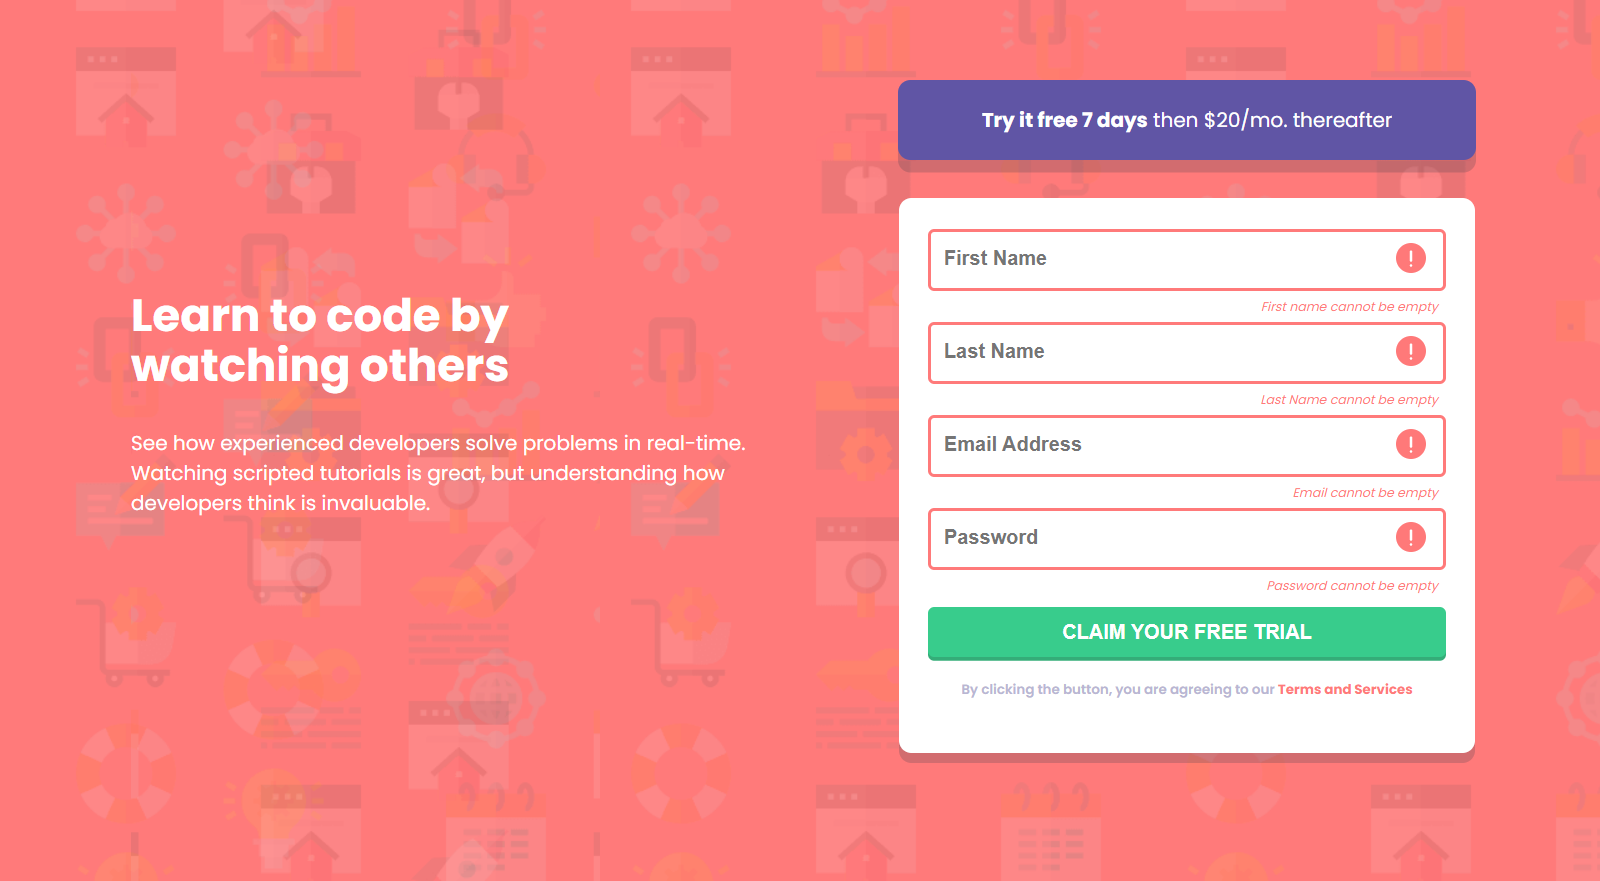 Learn to code by
watching others
See how experienced developers solve problems in real-time.
Watching scripted tutorials is great, but understanding how
developers think is invaluable.
Try it free 7 days then $20/mo. thereafter
First Name
First name cannot be empty
Last Name
Last Name cannot be empty
Email Address
Email cannot be empty
Password
Password cannot be empty
CLAIM YOUR FREE TRIAL
By clicking the button, you are agreeing to our Terms and Services